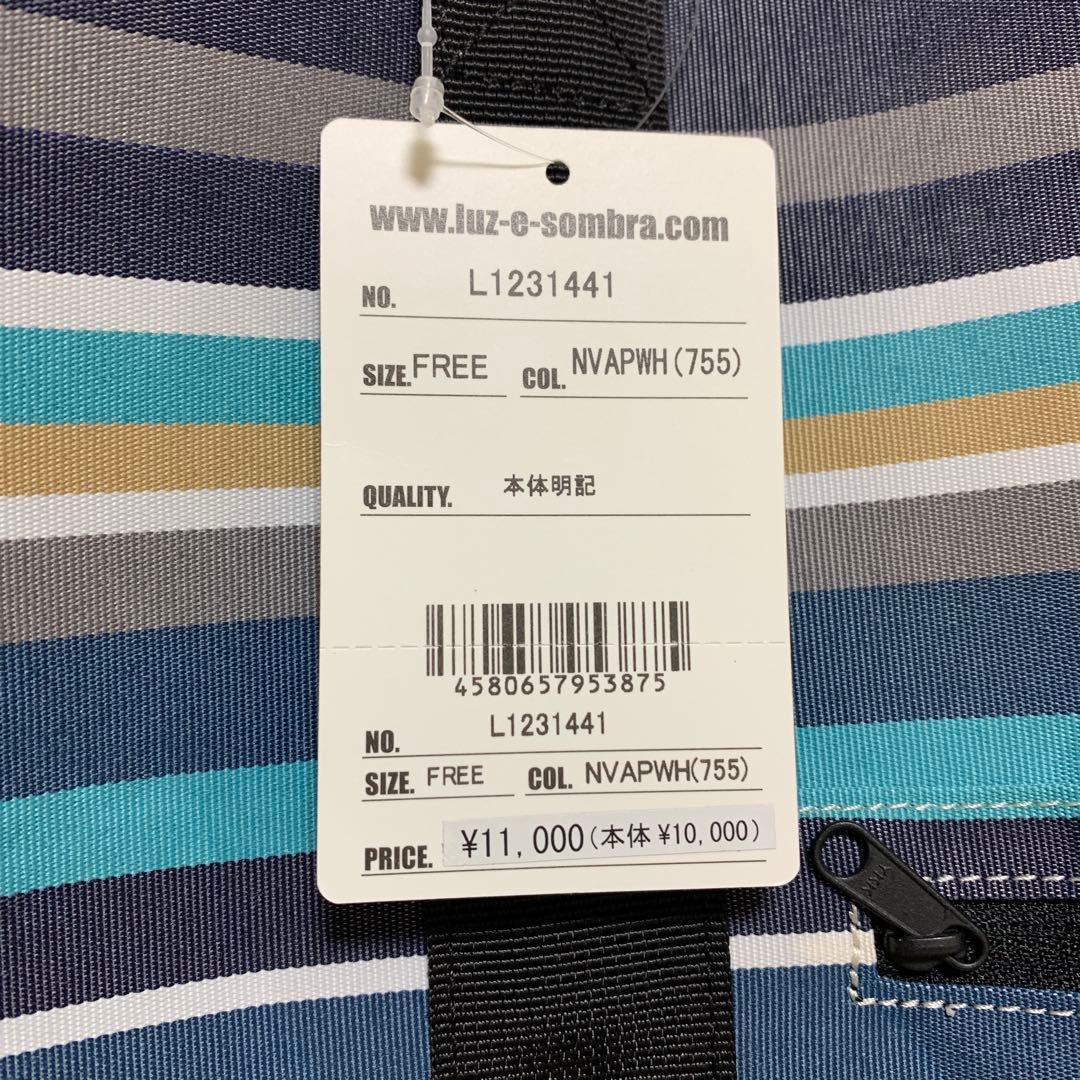 www.luz-e-sombra.com
NO. L1231441
SIZE. FREE COL. NVAPWH(755)
QUALITY. 本体明記
4580657953875
NO. L1231441
SIZE. FREE COL. NVAPWH(755)
PRICE. ¥11,000(本体 ¥10,000)
YKK